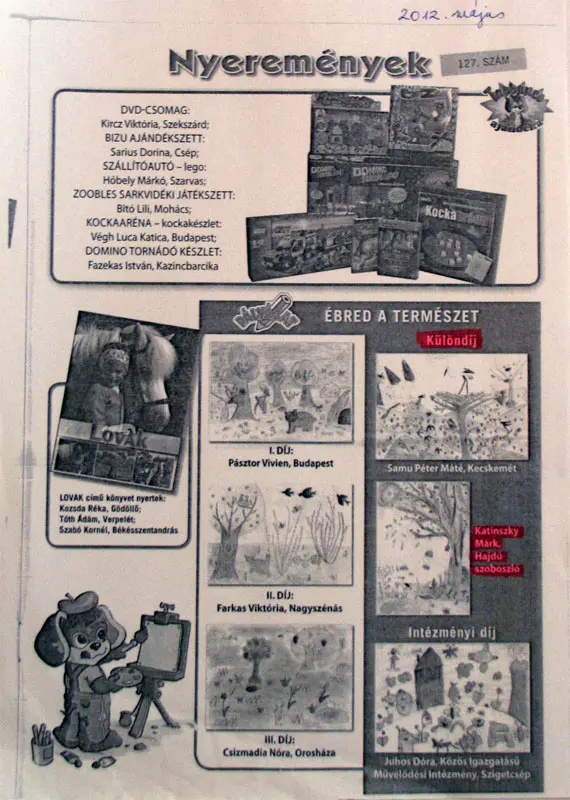 2012. május
Nyeremények
127. SZÁM
DVD-CSOMAG:
Kircz Viktória, Szekszárd;
BIZU AJÁNDÉKSZETT:
Sarius Dorina, Csép;
SZÁLLÍTÓAUTÓ – lego:
Hőbely Márkó, Szarvas;
ZOOBLES SARKVIDÉKI JÁTÉKSZETT:
Bitó Lili, Mohács;
KOCKAARÉNA – kockakészlet:
Végh Luca Katica, Budapest;
DOMINO TORNÁDÓ KÉSZLET:
Fazekas István, Kazincbarcika
Kocka
ÉBRED A TERMÉSZET
Különdíj
LOVAK
I. DÍJ:
Pásztor Vivien, Budapest
Samu Péter Máté, Kecskemét
LOVAK című könyvet nyertek:
Kozsda Réka, Gödöllő;
Tóth Ádám, Verpelét;
Szabó Kornél, Békésszentandrás
Katinszky
Márk,
Hajdú
szoboszló
II. DÍJ:
Farkas Viktória, Nagyszénás
Intézményi díj
III. DÍJ:
Csizmadia Nóra, Orosháza
Juhos Dóra, Közös Igazgatású
Művelődési Intézmény, Szigetcsép